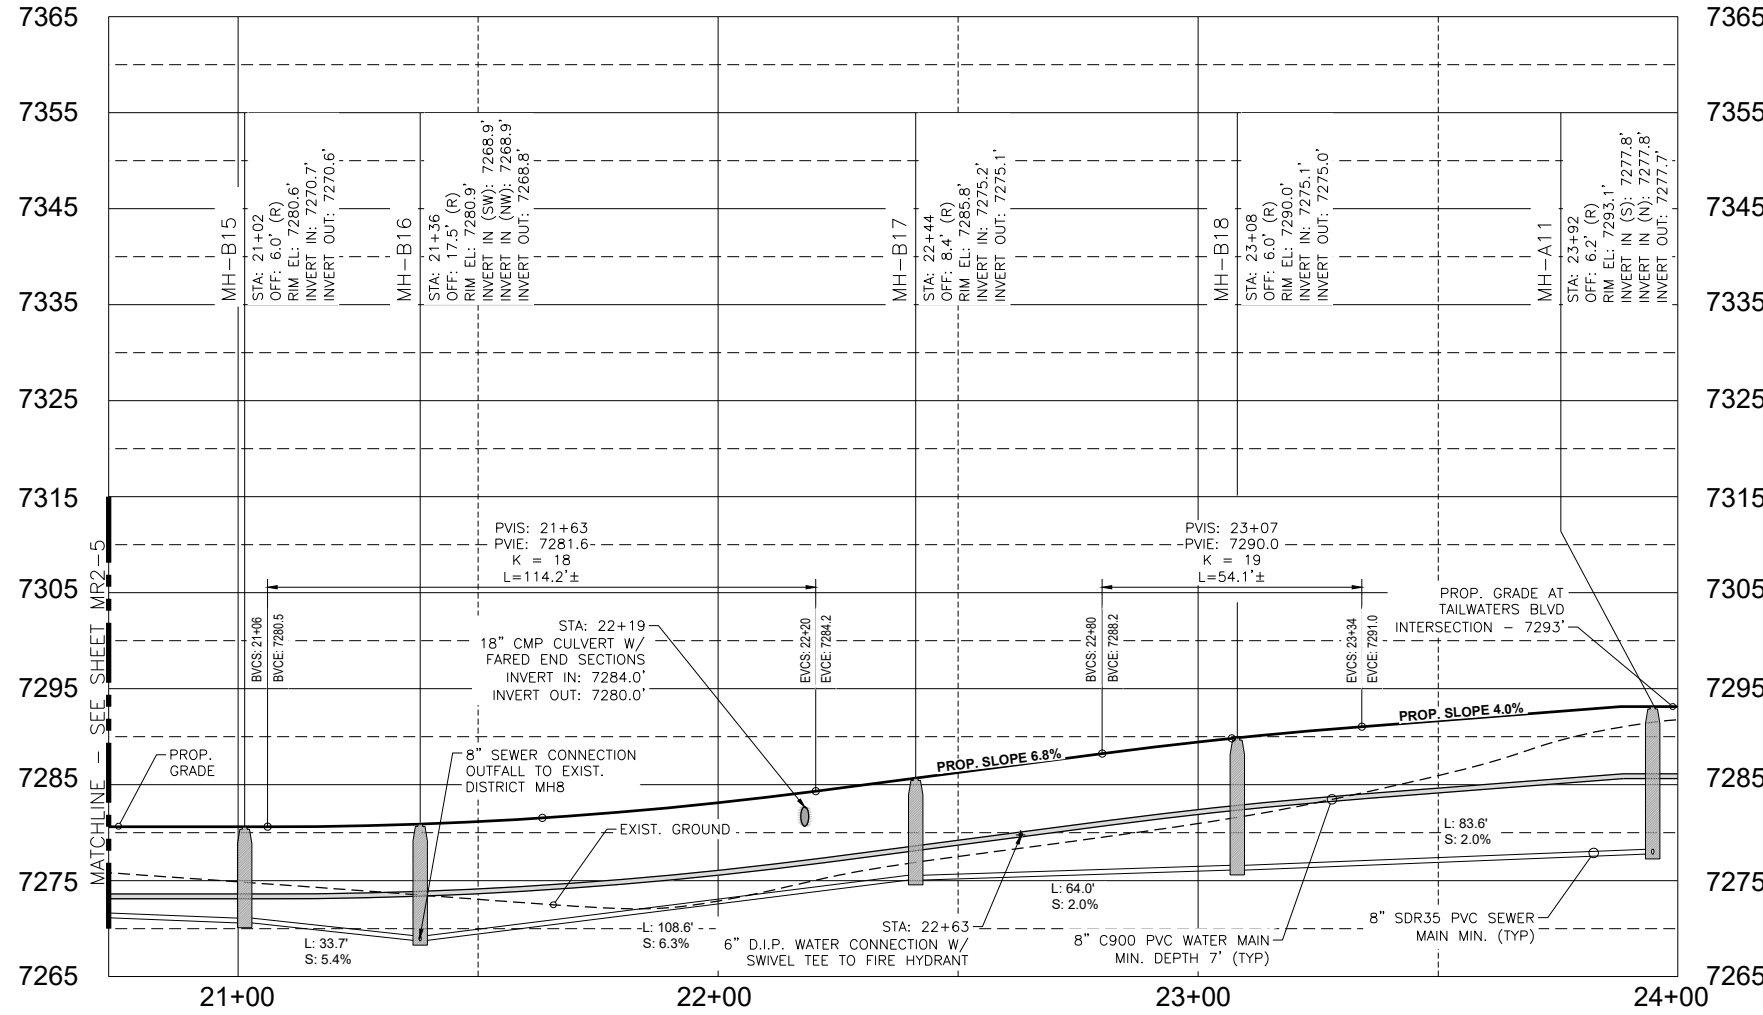 7365
7355
7345
7335
7325
7315
7305
7295
7285
7275
7265
7365
7355
7345
7335
7325
7315
7305
7295
7285
7275
7265
21+00
22+00
23+00
24+00
MATCHLINE - SEE SHEET MR2-5
MH-B15
STA: 21+02
OFF: 6.0' (R)
RIM EL: 7280.6'
INVERT IN: 7270.7'
INVERT OUT: 7270.6'
MH-B16
STA: 21+36
OFF: 17.5' (R)
RIM EL: 7280.9'
INVERT IN (SW): 7268.9'
INVERT IN (NW): 7268.9'
INVERT OUT: 7268.8'
MH-B17
STA: 22+44
OFF: 8.4' (R)
RIM EL: 7285.8'
INVERT IN: 7275.2'
INVERT OUT: 7275.1'
MH-B18
STA: 23+08
OFF: 6.0' (R)
RIM EL: 7290.0'
INVERT IN: 7275.1'
INVERT OUT: 7275.0'
MH-A11
STA: 23+92
OFF: 6.2' (R)
RIM EL: 7293.1'
INVERT IN (S): 7277.8'
INVERT IN (N): 7277.8'
INVERT OUT: 7277.7'
PVIS: 21+63
PVIE: 7281.6
K = 18
L=114.2'±
PVIS: 23+07
PVIE: 7290.0
K = 19
L=54.1'±
BVCS: 21+06
BVCE: 7280.5
EVCS: 22+20
EVCE: 7284.2
BVCS: 22+80
BVCE: 7288.2
EVCS: 23+34
EVCE: 7291.0
STA: 22+19
18" CMP CULVERT W/
FARED END SECTIONS
INVERT IN: 7284.0'
INVERT OUT: 7280.0'
PROP. GRADE AT
TAILWATERS BLVD
INTERSECTION - 7293'
PROP.
GRADE
8" SEWER CONNECTION
OUTFALL TO EXIST.
DISTRICT MH8
EXIST. GROUND
PROP. SLOPE 6.8%
PROP. SLOPE 4.0%
L: 33.7'
S: 5.4%
L: 108.6'
S: 6.3%
L: 64.0'
S: 2.0%
L: 83.6'
S: 2.0%
STA: 22+63
6" D.I.P. WATER CONNECTION W/
SWIVEL TEE TO FIRE HYDRANT
8" C900 PVC WATER MAIN
MIN. DEPTH 7' (TYP)
8" SDR35 PVC SEWER
MAIN MIN. (TYP)